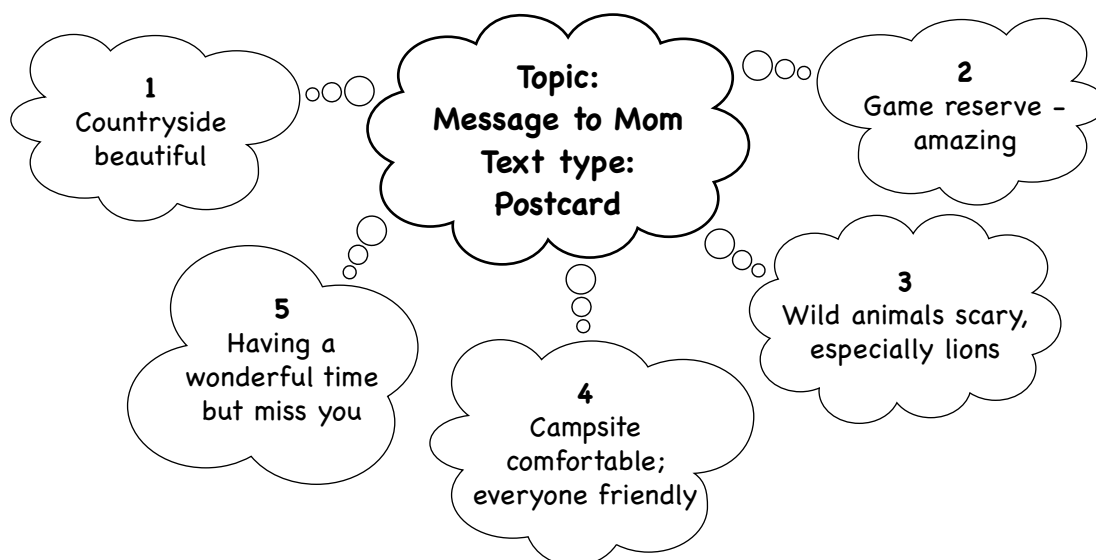 Topic:
Message to Mom
Text type:
Postcard
1
Countryside
beautiful
2
Game reserve –
amazing
3
Wild animals scary,
especially lions
4
Campsite
comfortable;
everyone friendly
5
Having a
wonderful time
but miss you